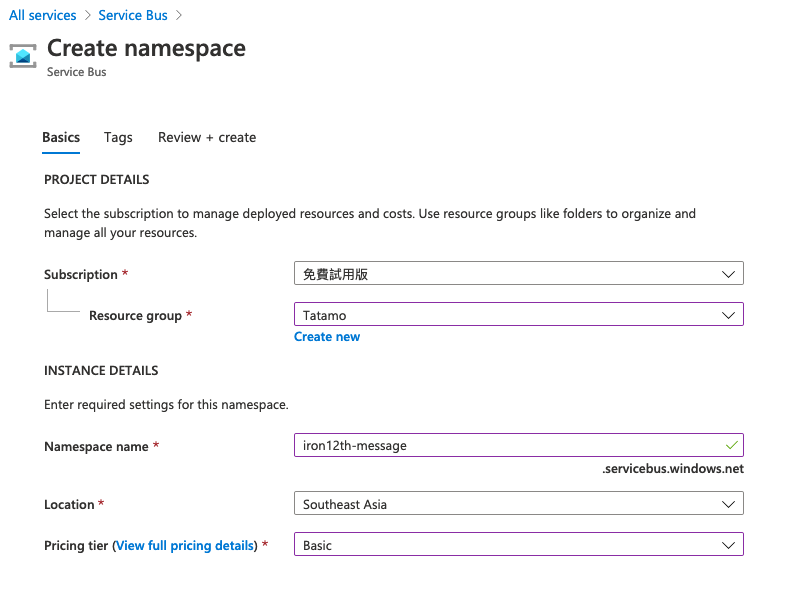 All services > Service Bus >
Create namespace
Service Bus
Basics Tags Review + create
PROJECT DETAILS
Select the subscription to manage deployed resources and costs. Use resource groups like folders to organize and
manage all your resources.
Subscription * 免費試用版
Resource group * Tatamo
Create new
INSTANCE DETAILS
Enter required settings for this namespace.
Namespace name * iron12th-message
.servicebus.windows.net
Location * Southeast Asia
Pricing tier (View full pricing details) * Basic